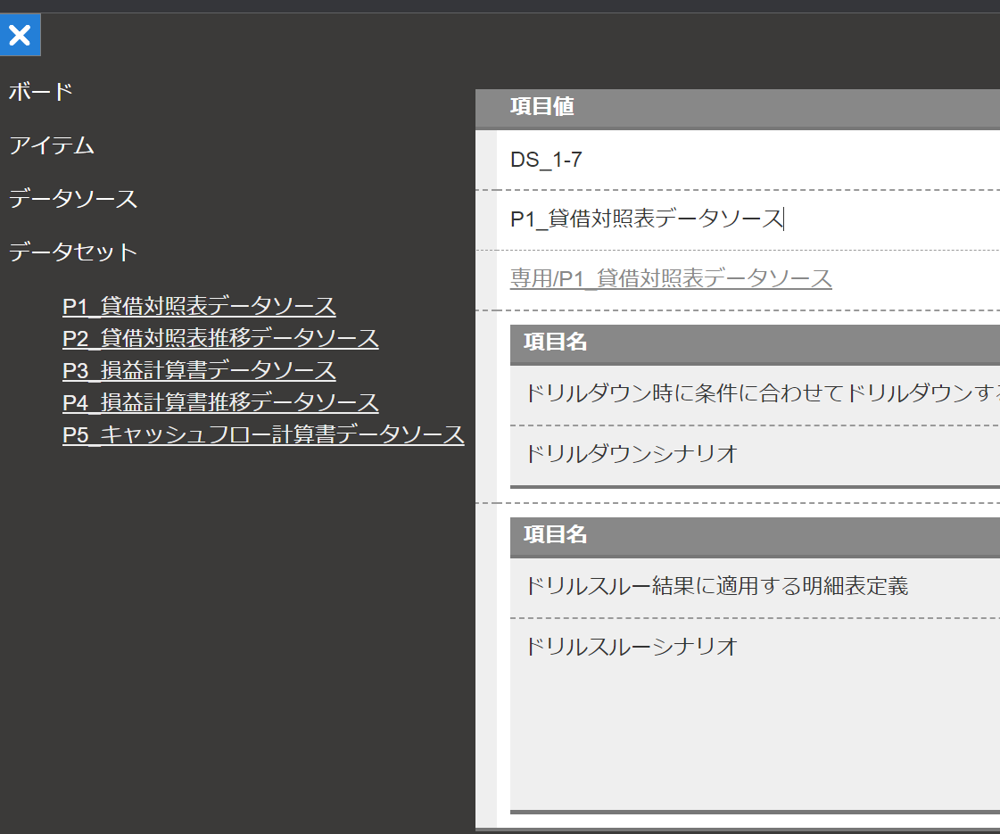 ボード
アイテム
データソース
データセット
P1_貸借対照表データソース
P2_貸借対照表推移データソース
P3_損益計算書データソース
P4_損益計算書推移データソース
P5_キャッシュフロー計算書データソース
項目値
DS_1-7
P1_貸借対照表データソース
専用/P1_貸借対照表データソース
項目名
ドリルダウン時に条件に合わせてドリルダウンする
ドリルダウンシナリオ
項目名
ドリルスルー結果に適用する明細表定義
ドリルスルーシナリオ